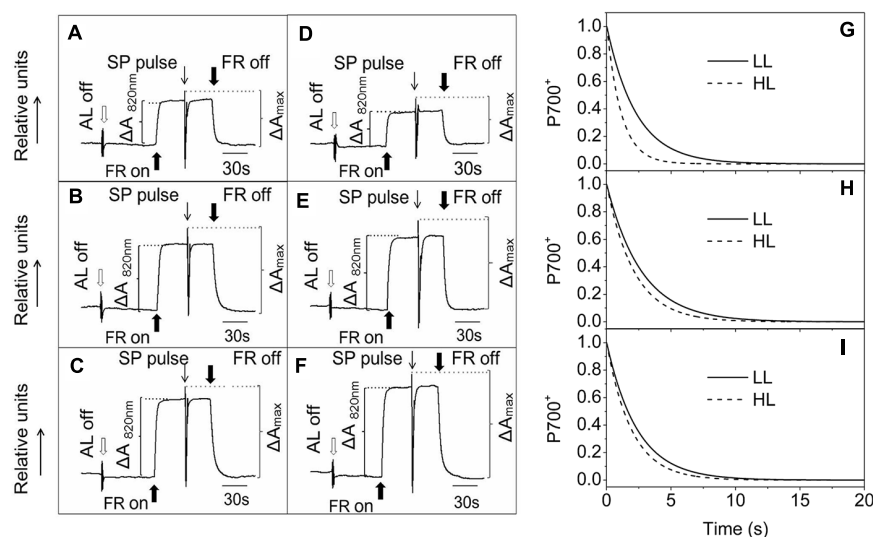 A
SP pulse
FR off
AL off
ΔA 820nm
ΔAmax
FR on
30s
Relative units
D
SP pulse
FR off
AL off
ΔA 820nm
ΔAmax
FR on
30s
B
SP pulse
FR off
AL off
ΔA 820nm
ΔAmax
FR on
30s
Relative units
E
SP pulse
FR off
AL off
ΔA 820nm
ΔAmax
FR on
30s
C
SP pulse
FR off
AL off
ΔA 820nm
ΔAmax
FR on
30s
Relative units
F
SP pulse
FR off
AL off
ΔA 820nm
ΔAmax
FR on
30s
G
LL
HL
P700+
1.0
0.8
0.6
0.4
0.2
0.0
H
LL
HL
P700+
1.0
0.8
0.6
0.4
0.2
0.0
I
LL
HL
P700+
1.0
0.8
0.6
0.4
0.2
0.0
0 5 10 15 20
Time (s)